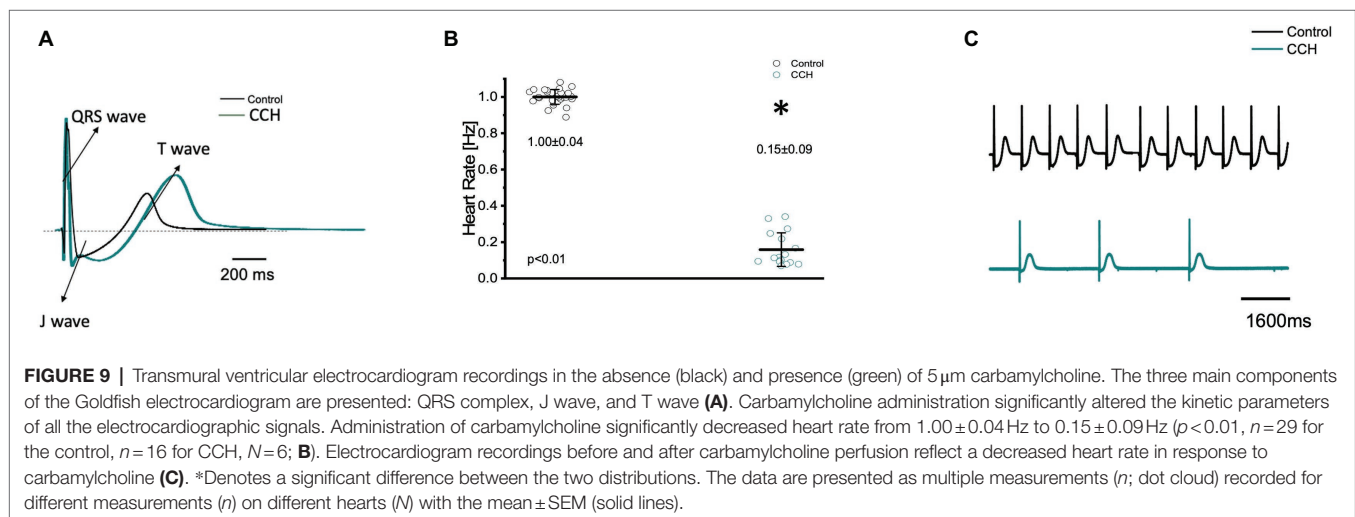 A
Control
CCH
QRS wave
T wave
J wave
200 ms
B
Control
CCH
Heart Rate [Hz]
1.0
0.8
0.6
0.4
0.2
0.0
1.00±0.04
*
0.15±0.09
p<0.01
C
Control
CCH
1600ms
FIGURE 9 | Transmural ventricular electrocardiogram recordings in the absence (black) and presence (green) of 5 μm carbamylcholine. The three main components
of the Goldfish electrocardiogram are presented: QRS complex, J wave, and T wave (A). Carbamylcholine administration significantly altered the kinetic parameters
of all the electrocardiographic signals. Administration of carbamylcholine significantly decreased heart rate from 1.00 ± 0.04 Hz to 0.15 ± 0.09 Hz (p < 0.01, n = 29 for
the control, n = 16 for CCH, N = 6; B). Electrocardiogram recordings before and after carbamylcholine perfusion reflect a decreased heart rate in response to
carbamylcholine (C). *Denotes a significant difference between the two distributions. The data are presented as multiple measurements (n; dot cloud) recorded for
different measurements (n) on different hearts (N) with the mean ± SEM (solid lines).